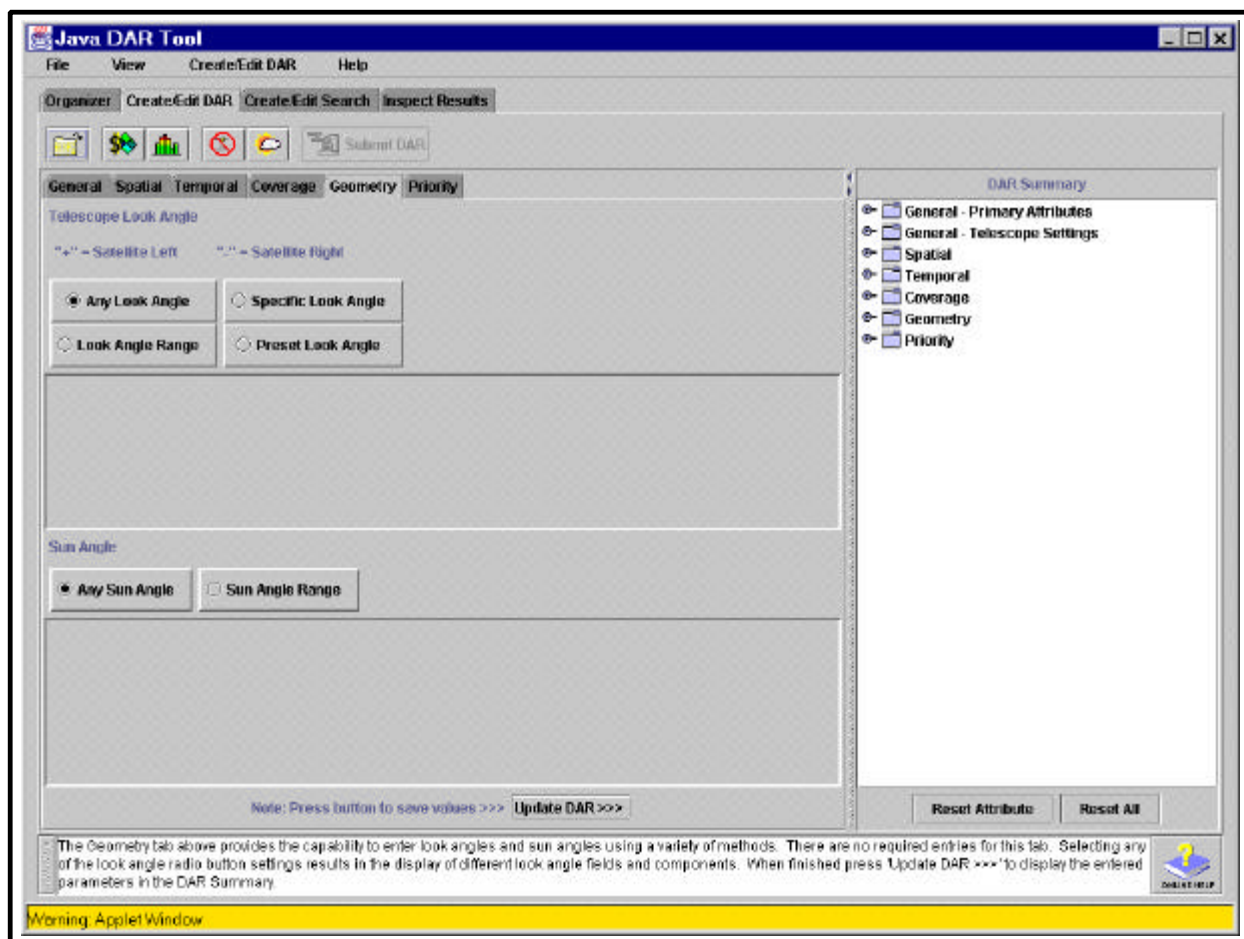 Java DAR Tool
File View Create/Edit DAR Help
Organizer Create/Edit DAR Create/Edit Search Inspect Results
Submit DAR
General Spatial Temporal Coverage Geometry Priority
DAR Summary
Telescope Look Angle
"+" = Satellite Left "-" = Satellite Right
Any Look Angle Specific Look Angle
Look Angle Range Preset Look Angle
General - Primary Attributes
General - Telescope Settings
Spatial
Temporal
Coverage
Geometry
Priority
Sun Angle
Any Sun Angle Sun Angle Range
Note: Press button to save values >>> Update DAR >>>
Reset Attribute Reset All
The Geometry tab above provides the capability to enter look angles and sun angles using a variety of methods. There are no required entries for this tab. Selecting any
of the look angle radio button settings results in the display of different look angle fields and components. When finished press 'Update DAR >>>' to display the entered
parameters in the DAR Summary.
ONLINE HELP
Warning: Applet Window